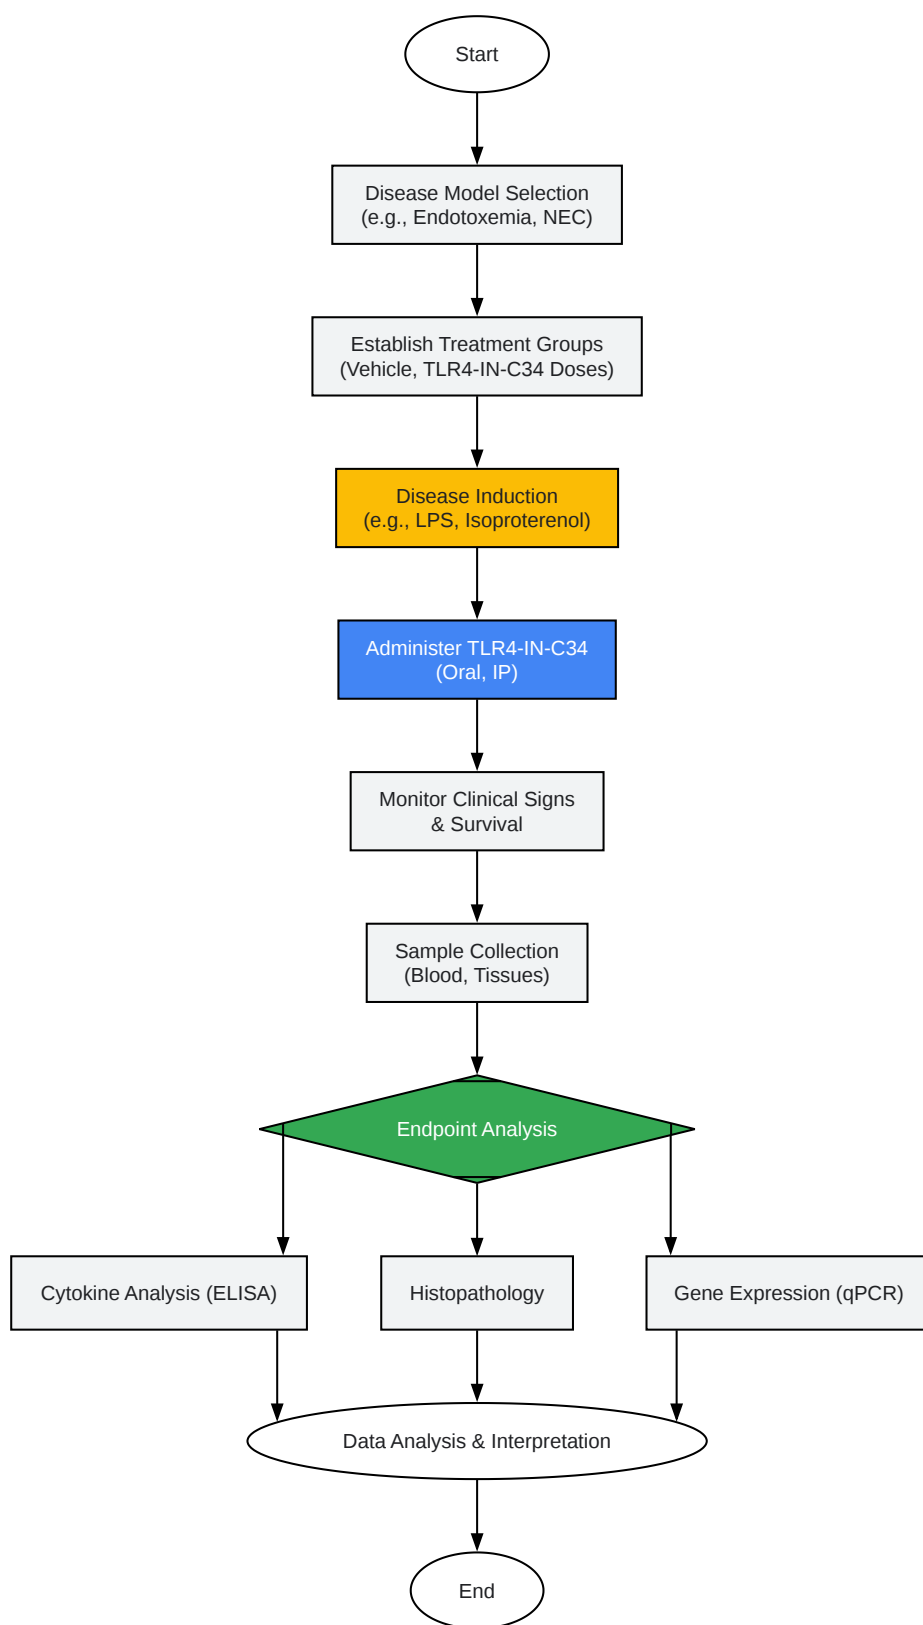 Start
Disease Model Selection
(e.g., Endotoxemia, NEC)
Establish Treatment Groups
(Vehicle, TLR4-IN-C34 Doses)
Disease Induction
(e.g., LPS, Isoproterenol)
Administer TLR4-IN-C34
(Oral, IP)
Monitor Clinical Signs
& Survival
Sample Collection
(Blood, Tissues)
Endpoint Analysis
Cytokine Analysis (ELISA)
Histopathology
Gene Expression (qPCR)
Data Analysis & Interpretation
End